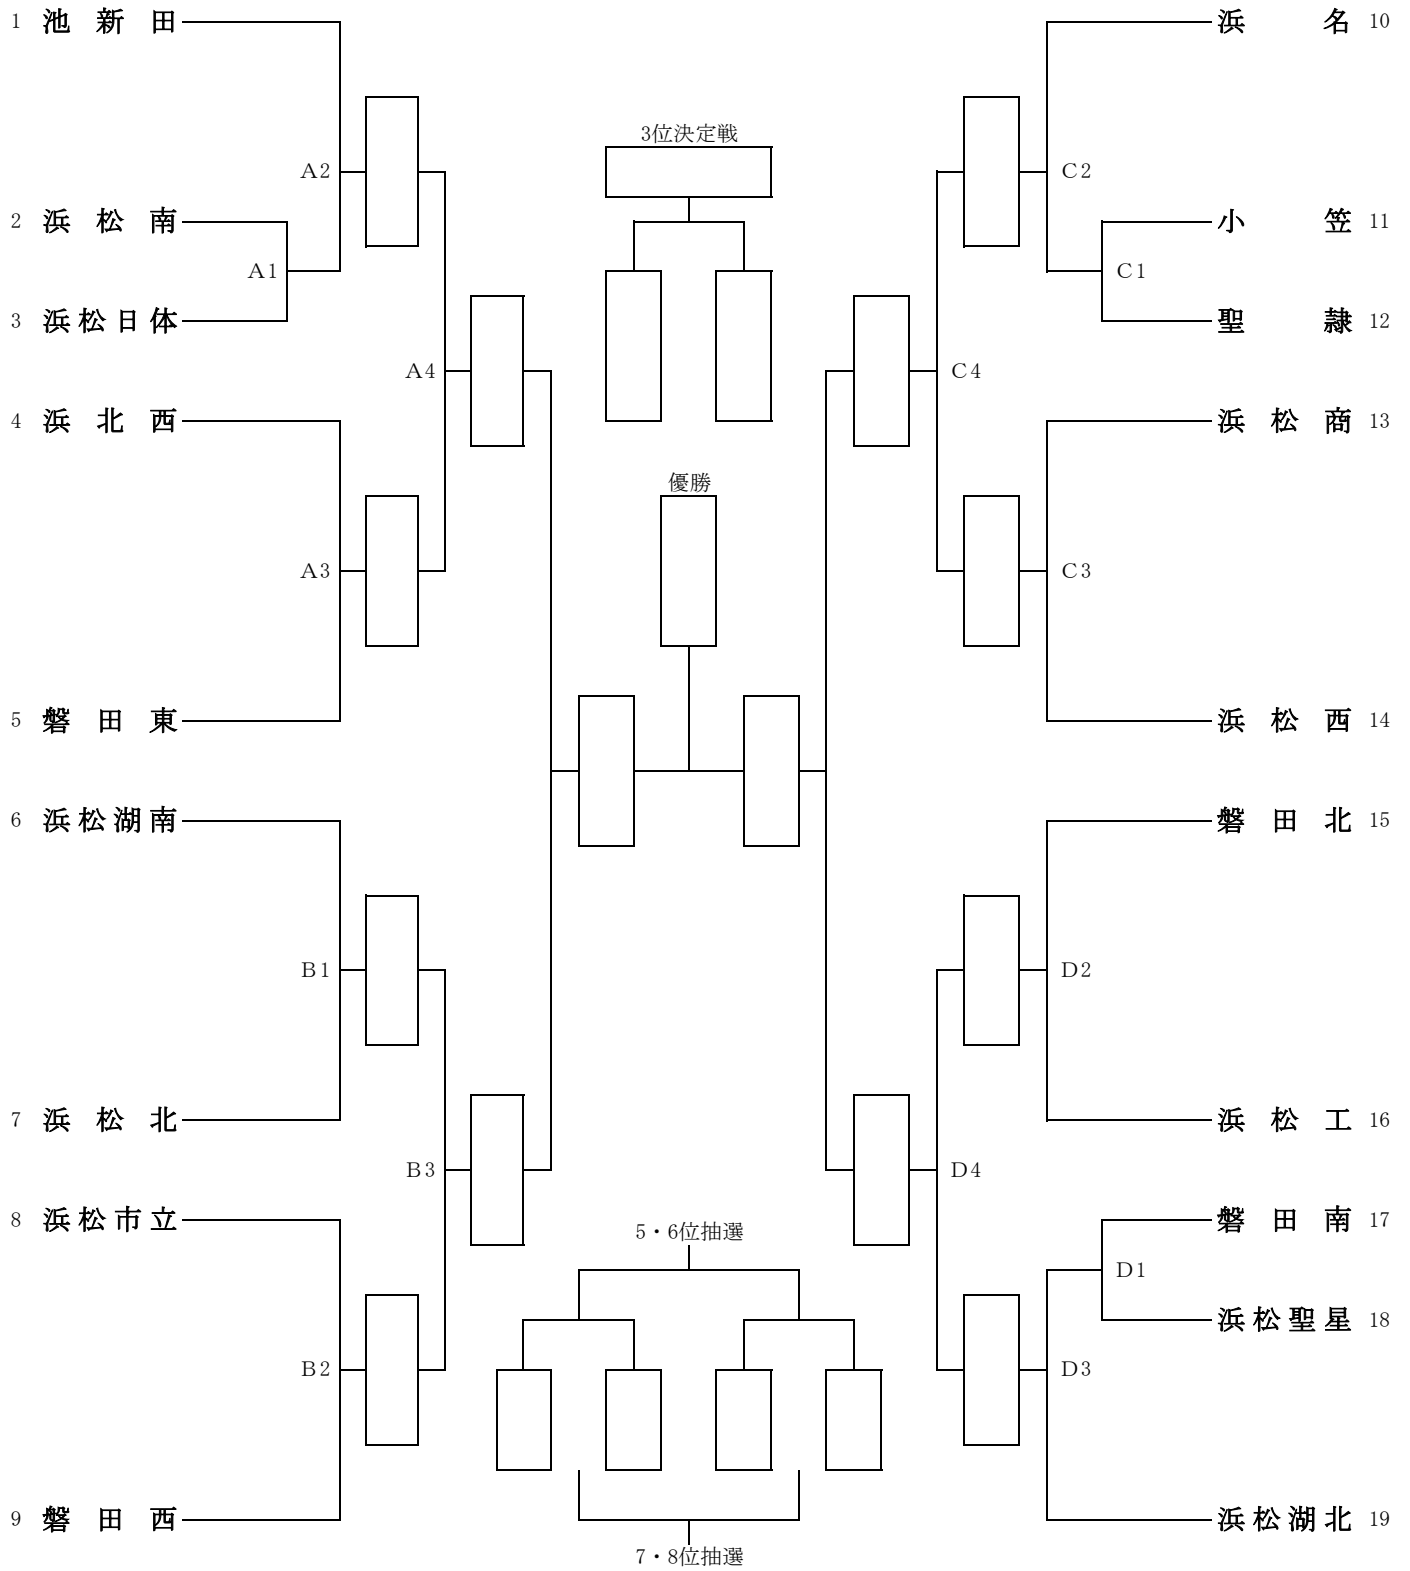 1 池新田
浜名 10
3位決定戦
A2
C2
2 浜松南
小笠 11
A1
C1
3 浜松日体
聖隷 12
A4
C4
4 浜北西
浜松商 13
優勝
A3
C3
5 磐田東
浜松西 14
6 浜松湖南
磐田北 15
B1
D2
7 浜松北
浜松工 16
B3
D4
8 浜松市立
磐田南 17
5・6位抽選
D1
浜松聖星 18
B2
D3
9 磐田西
浜松湖北 19
7・8位抽選